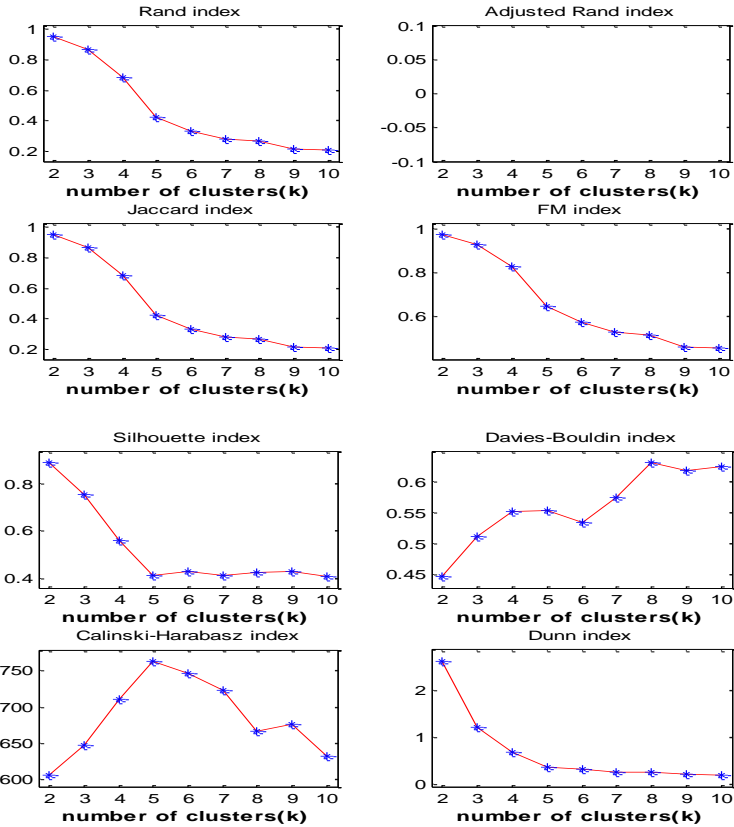 Rand index
1
0.8
0.6
0.4
0.2
2 3 4 5 6 7 8 9 10
number of clusters(k)
Adjusted Rand index
0.1
0.05
0
-0.05
-0.1
2 3 4 5 6 7 8 9 10
number of clusters(k)
Jaccard index
1
0.8
0.6
0.4
0.2
2 3 4 5 6 7 8 9 10
number of clusters(k)
FM index
1
0.8
0.6
2 3 4 5 6 7 8 9 10
number of clusters(k)
Silhouette index
0.8
0.6
0.4
2 3 4 5 6 7 8 9 10
number of clusters(k)
Davies-Bouldin index
0.6
0.55
0.5
0.45
2 3 4 5 6 7 8 9 10
number of clusters(k)
Calinski-Harabasz index
750
700
650
600
2 3 4 5 6 7 8 9 10
number of clusters(k)
Dunn index
2
1
0
2 3 4 5 6 7 8 9 10
number of clusters(k)